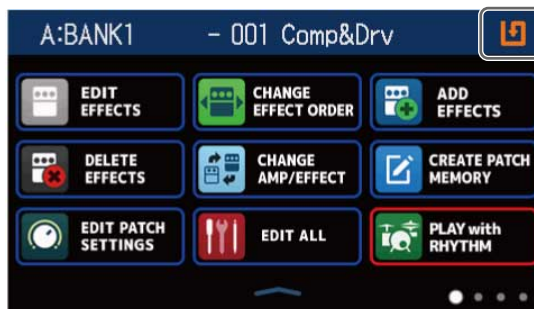 A:BANK1 - 001 Comp&Drv
EDIT
EFFECTS
CHANGE
EFFECT ORDER
ADD
EFFECTS
DELETE
EFFECTS
CHANGE
AMP/EFFECT
CREATE PATCH
MEMORY
EDIT PATCH
SETTINGS
EDIT ALL
PLAY with
RHYTHM